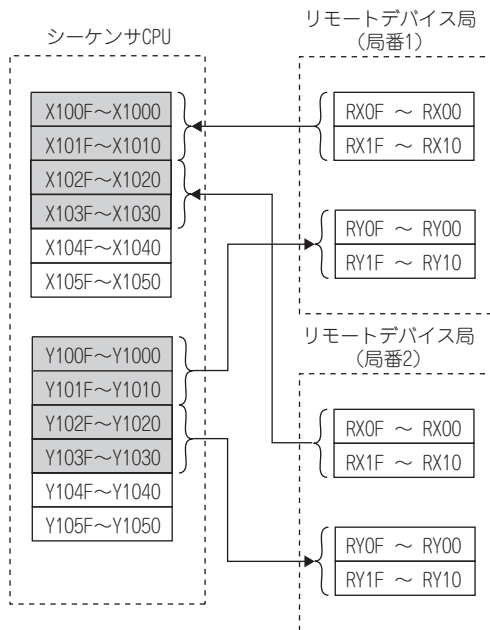 シーケンサCPU
X100F～X1000
X101F～X1010
X102F～X1020
X103F～X1030
X104F～X1040
X105F～X1050
Y100F～Y1000
Y101F～Y1010
Y102F～Y1020
Y103F～Y1030
Y104F～Y1040
Y105F～Y1050
リモートデバイス局
（局番1）
RX0F ～ RX00
RX1F ～ RX10
RY0F ～ RY00
RY1F ～ RY10
リモートデバイス局
（局番2）
RX0F ～ RX00
RX1F ～ RX10
RY0F ～ RY00
RY1F ～ RY10